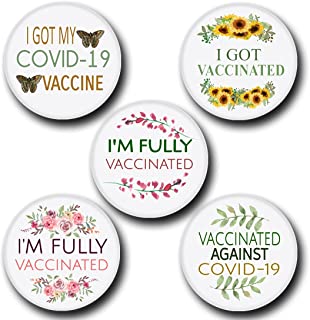 I GOT MY
COVID-19
VACCINE
I GOT
VACCINATED
I'M FULLY
VACCINATED
I'M FULLY
VACCINATED
VACCINATED
AGAINST
COVID-19